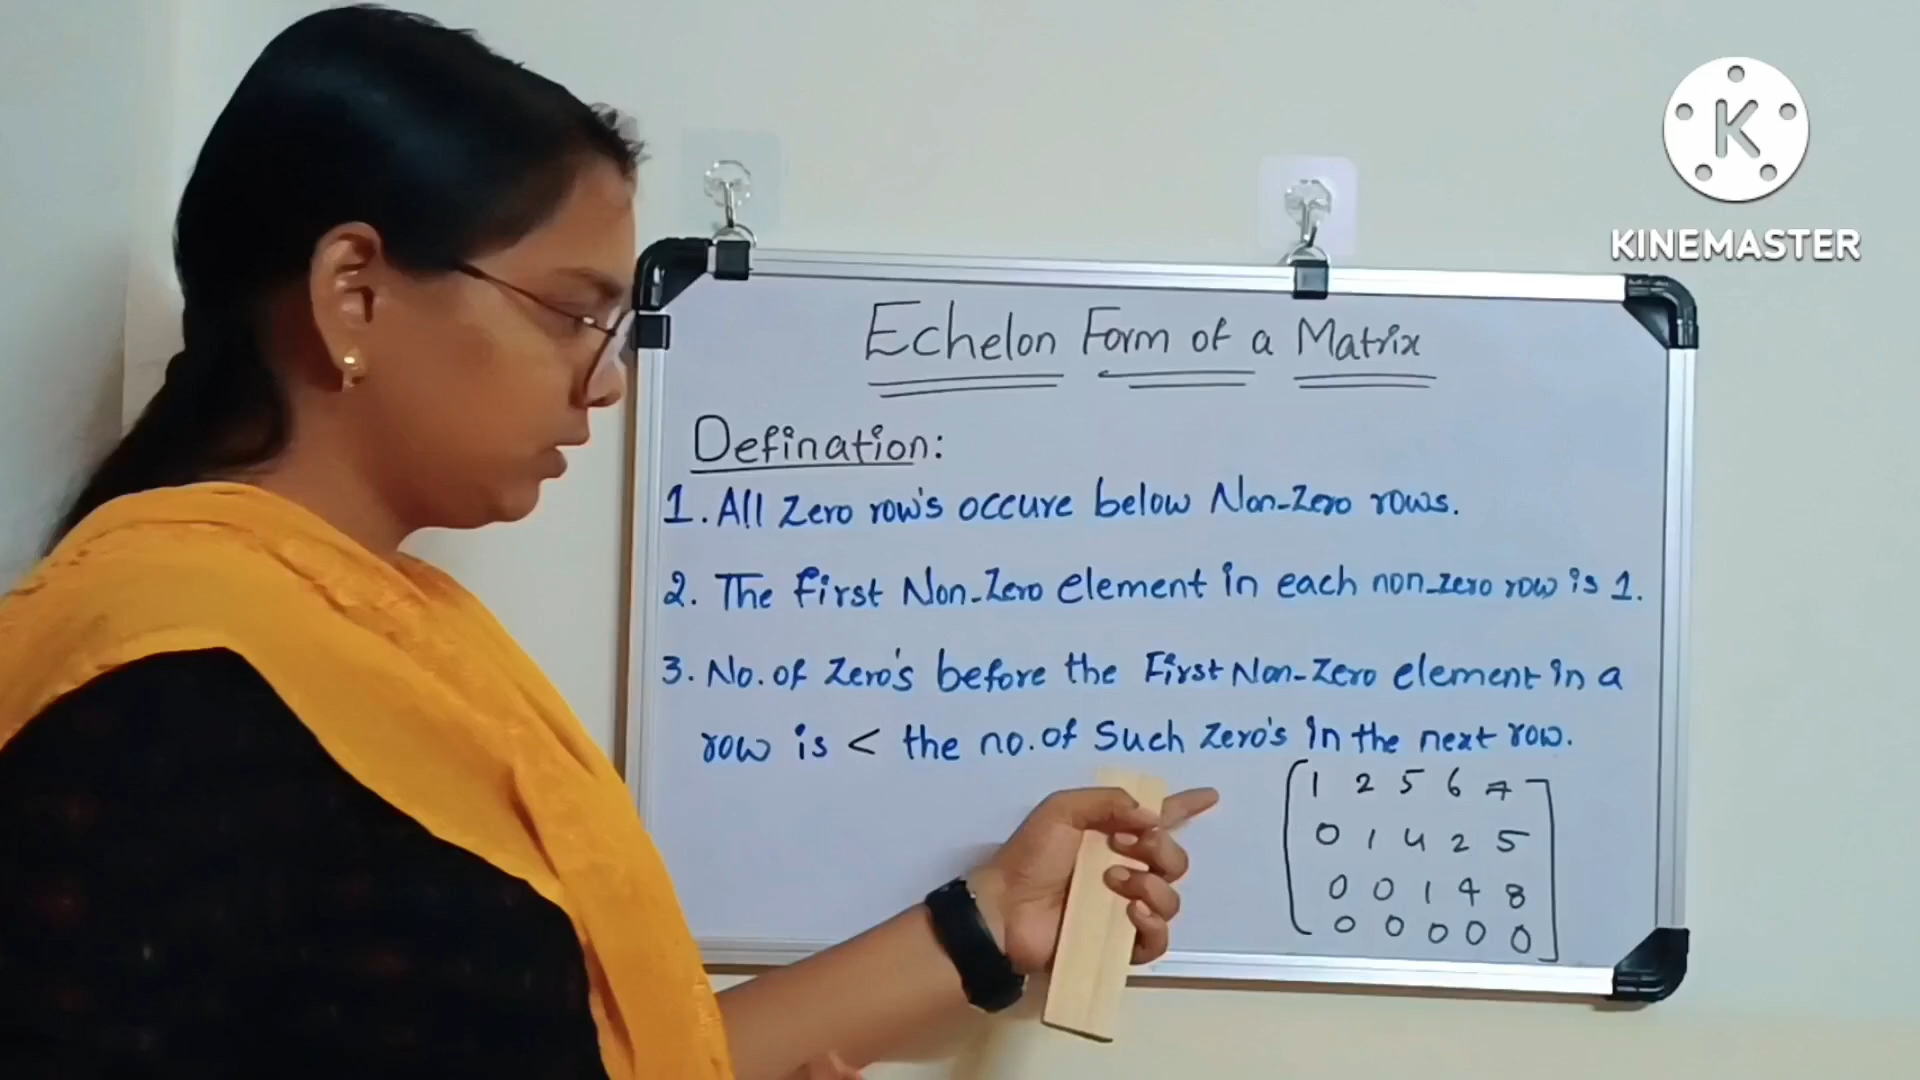 KINEMASTER
Echelon Form of a Matrix
Defination:
1. All Zero row's occure below Non-Zero rows.
2. The first Non-Zero element in each non-zero row is 1.
3. No. of Zero's before the First Non-Zero element in a
row is < the no. of Such Zero's in the next row.
1 2 5 6 7
0 1 4 2 5
0 0 1 4 8
0 0 0 0 0